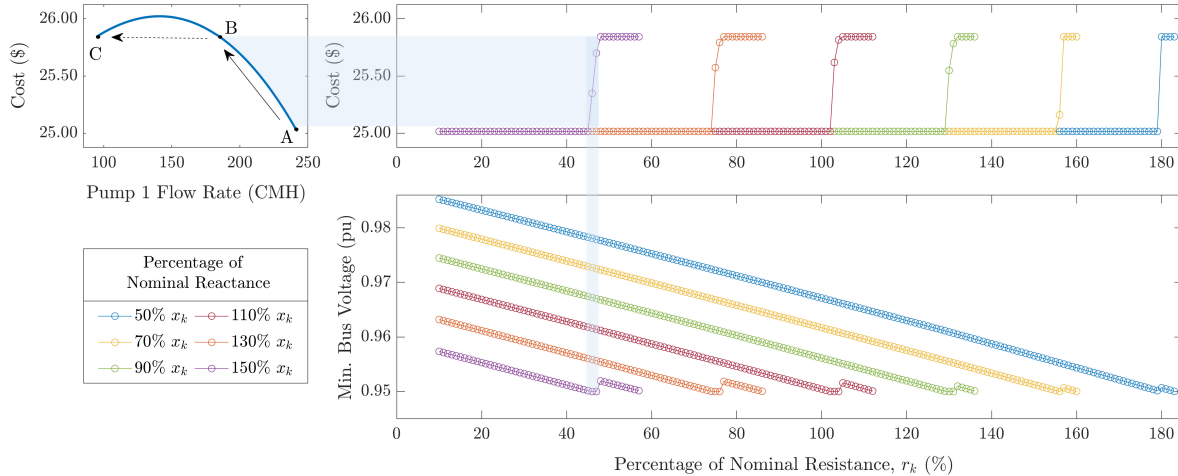 26.00
25.50
25.00
Cost ($)
100
150
200
250
Pump 1 Flow Rate (CMH)
A
B
C
26.00
25.50
25.00
Cost ($)
0
20
40
60
80
100
120
140
160
180
Percentage of
Nominal Reactance
50% x_k
110% x_k
70% x_k
130% x_k
90% x_k
150% x_k
0.98
0.97
0.96
0.95
Min. Bus Voltage (pu)
0
20
40
60
80
100
120
140
160
180
Percentage of Nominal Resistance, r_k (%)